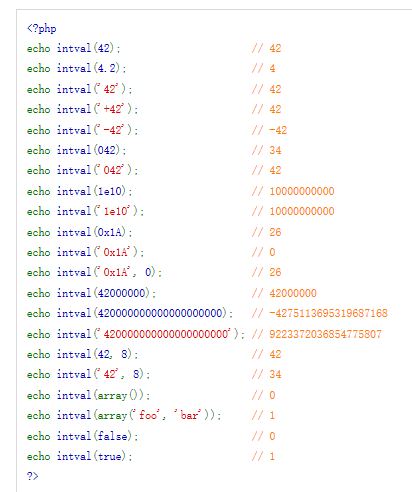 <?php
echo intval(42);                      // 42
echo intval(4.2);                     // 4
echo intval('42');                    // 42
echo intval('+42');                   // 42
echo intval('-42');                   // -42
echo intval(042);                     // 34
echo intval('042');                   // 42
echo intval(1e10);                    // 10000000000
echo intval('1e10');                  // 10000000000
echo intval(0x1A);                    // 26
echo intval('0x1A');                  // 0
echo intval('0x1A', 0);               // 26
echo intval(42000000);                // 42000000
echo intval(420000000000000000000);   // -4275113695319687168
echo intval('420000000000000000000'); // 9223372036854775807
echo intval(42, 8);                   // 42
echo intval('42', 8);                 // 34
echo intval(array());                 // 0
echo intval(array('foo', 'bar'));     // 1
echo intval(false);                   // 0
echo intval(true);                    // 1
?>